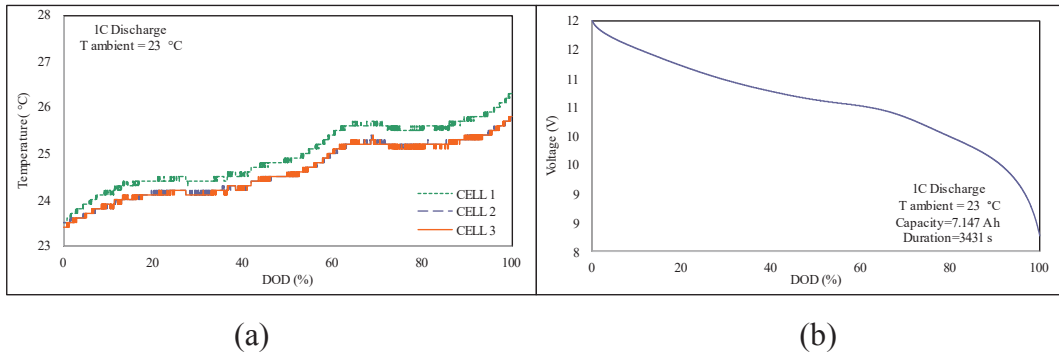 28
27
26
25
24
23
Temperature( °C)
1C Discharge
T ambient = 23 °C
CELL 1
CELL 2
CELL 3
0
20
40
60
80
100
DOD (%)
12
12
11
11
10
10
9
9
8
Voltage (V)
1C Discharge
T ambient = 23 °C
Capacity=7.147 Ah
Duration=3431 s
0
20
40
60
80
100
DOD (%)
(a)
(b)